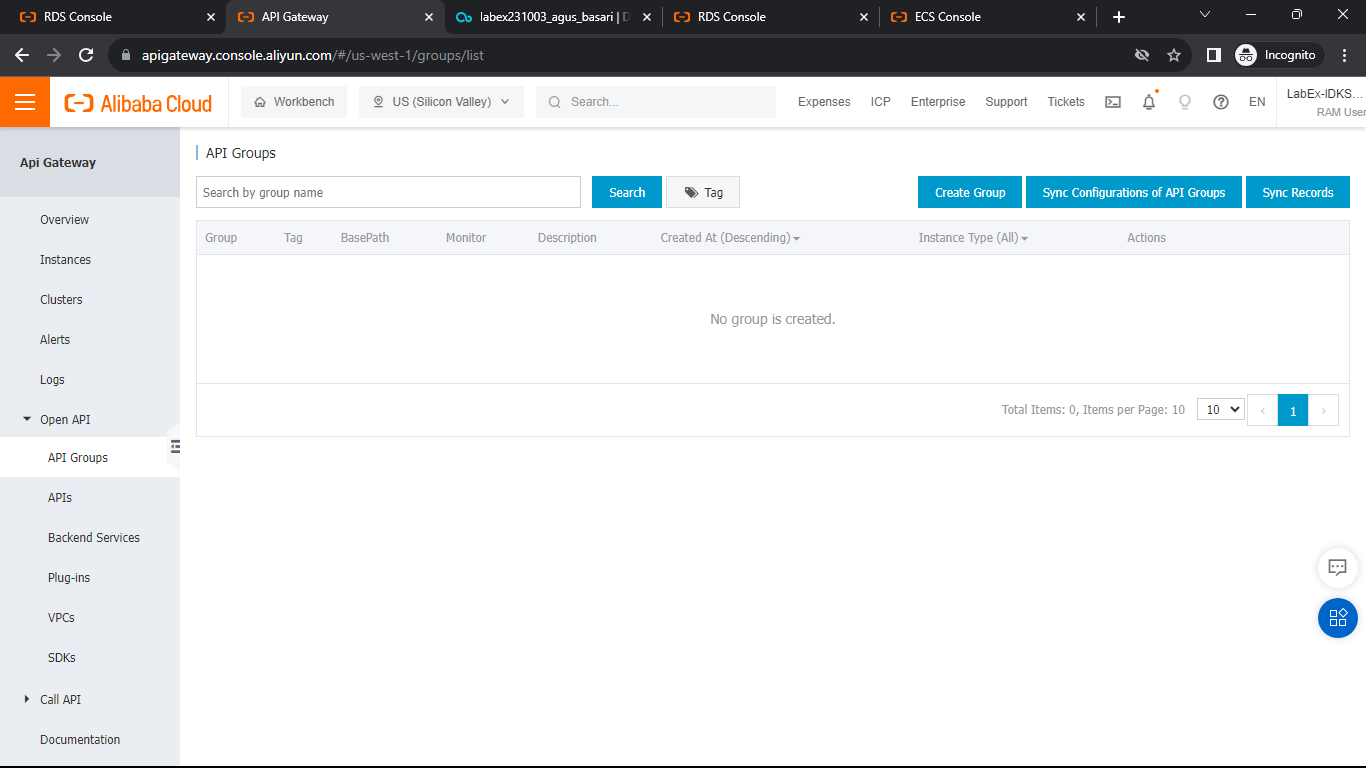 RDS Console
API Gateway
labex231003_agus_basari | D
RDS Console
ECS Console
apigateway.console.aliyun.com/#/us-west-1/groups/list
Incognito
Alibaba Cloud
Workbench
US (Silicon Valley)
Search...
Expenses
ICP
Enterprise
Support
Tickets
EN
LabEx-IDKS...
RAM User
Api Gateway
Overview
Instances
Clusters
Alerts
Logs
Open API
API Groups
APIs
Backend Services
Plug-ins
VPCs
SDKs
Call API
Documentation
API Groups
Search by group name
Search
Tag
Create Group
Sync Configurations of API Groups
Sync Records
Group Tag BasePath Monitor Description Created At (Descending) Instance Type (All) Actions
No group is created.
Total Items: 0, Items per Page: 10 10 ‹ 1 ›